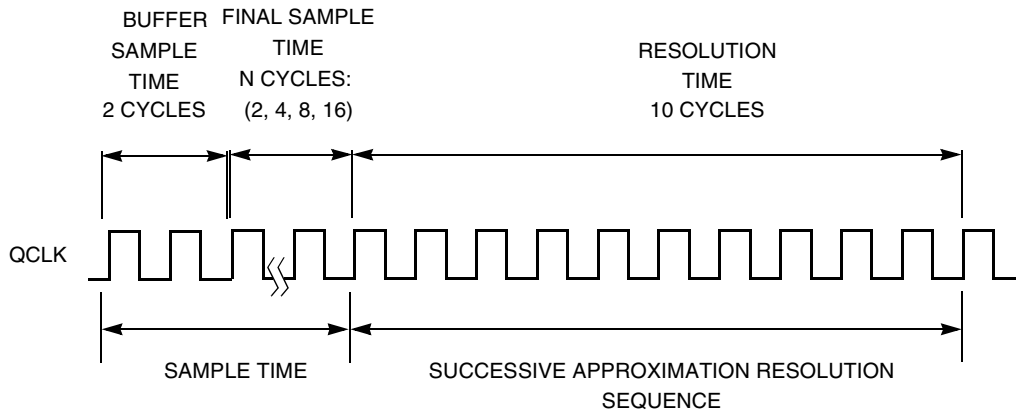 BUFFER
SAMPLE
TIME
2 CYCLES
FINAL SAMPLE
TIME
N CYCLES:
(2, 4, 8, 16)
RESOLUTION
TIME
10 CYCLES
QCLK
SAMPLE TIME
SUCCESSIVE APPROXIMATION RESOLUTION
SEQUENCE